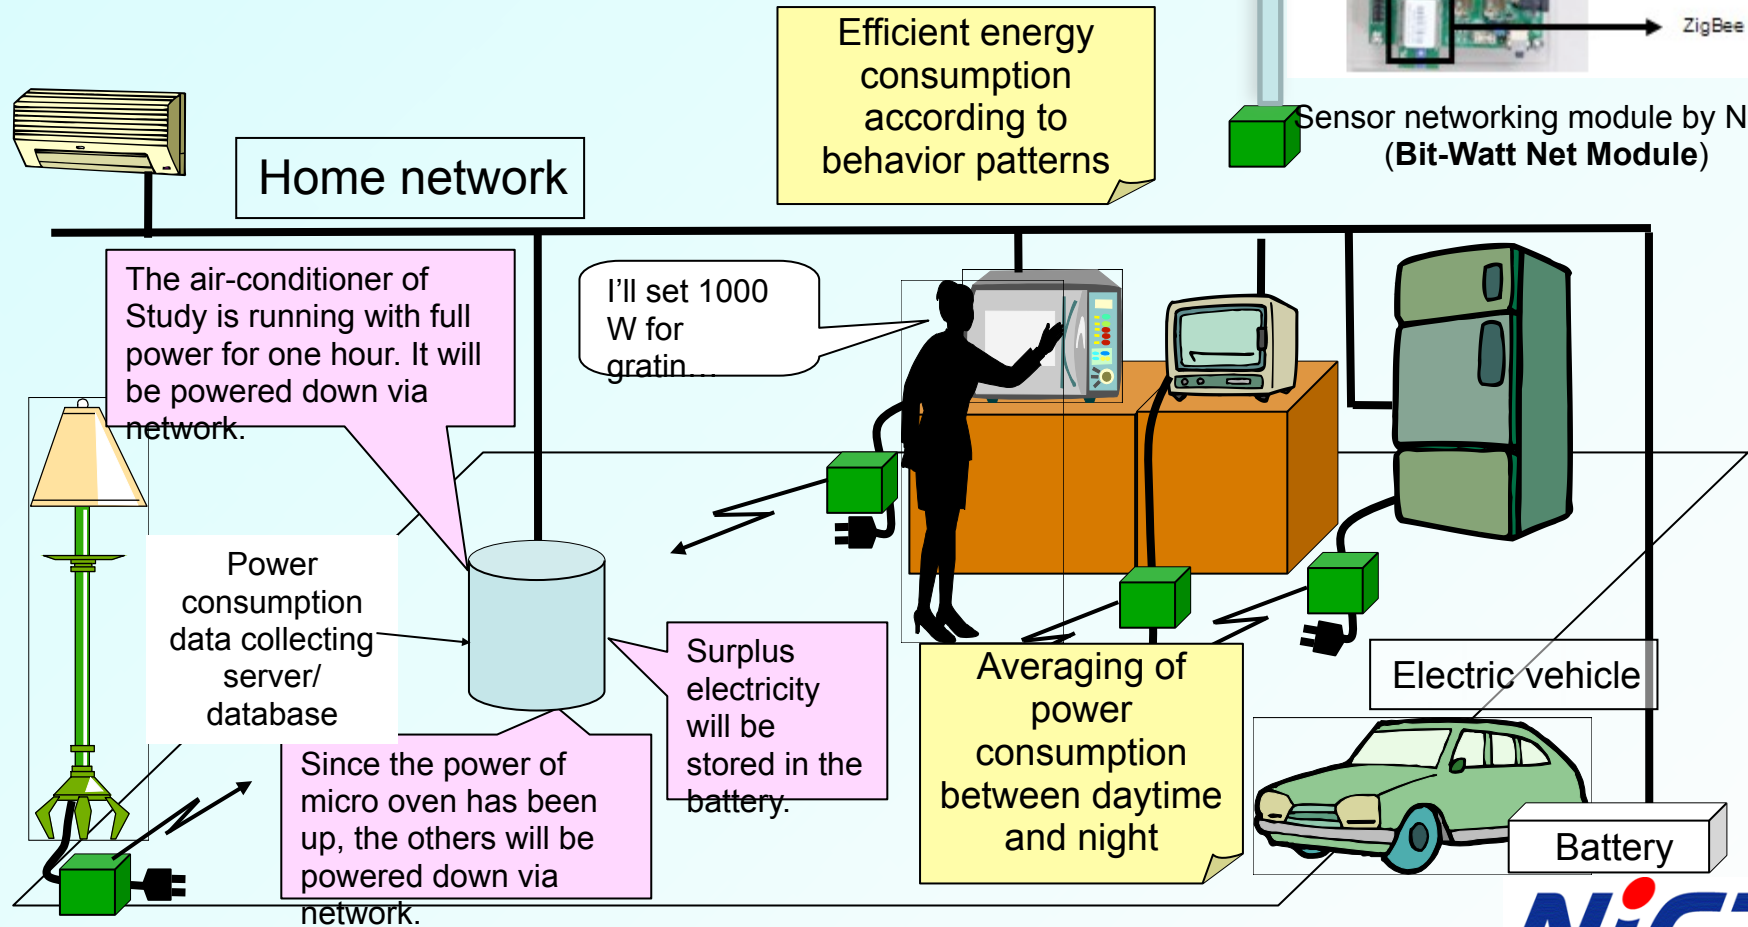 Efficient energy
consumption
according to
behavior patterns
ZigBee
Sensor networking module by N
(Bit-Watt Net Module)
Home network
The air-conditioner of
Study is running with full
power for one hour. It will
be powered down via
network.
I'll set 1000
W for
gratin...
Power
consumption
data collecting
server/
database
Surplus
electricity
will be
stored in the
battery.
Since the power of
micro oven has been
up, the others will be
powered down via
network.
Averaging of
power
consumption
between daytime
and night
Electric vehicle
Battery
NiCT